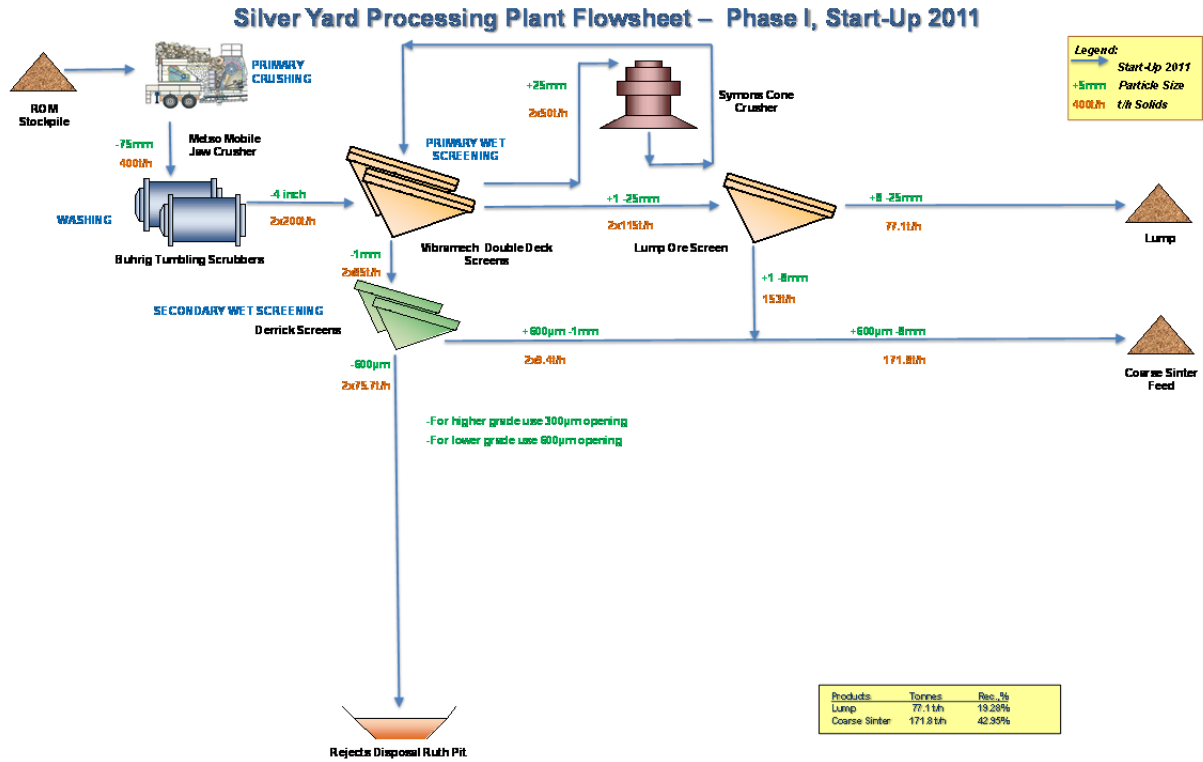 Silver Yard Processing Plant Flowsheet – Phase I, Start-Up 2011
Legend:
Start-Up 2011
+5mm Particle Size
400t/h t/h Solids
ROM
Stockpile
PRIMARY
CRUSHING
Metso Mobile
Jaw Crusher
-75mm
400t/h
WASHING
Buhrig Tumbling Scrubbers
-4 inch
2x200t/h
PRIMARY WET
SCREENING
Vibramech Double Deck
Screens
+25mm
2x50t/h
Symons Cone
Crusher
+1 -25mm
2x115t/h
Lump Ore Screen
+8 -25mm
77.1t/h
Lump
-1mm
2x85t/h
+1 -8mm
153t/h
SECONDARY WET SCREENING
Derrick Screens
+600µm -1mm
2x9.4t/h
+600µm -8mm
171.8t/h
Coarse Sinter
Feed
-600µm
2x75.7t/h
-For higher grade use 300µm opening
-For lower grade use 600µm opening
Rejects Disposal Ruth Pit
Products Tonnes Rec.,%
Lump 77.1 t/h 19.28%
Coarse Sinter 171.8 t/h 42.95%